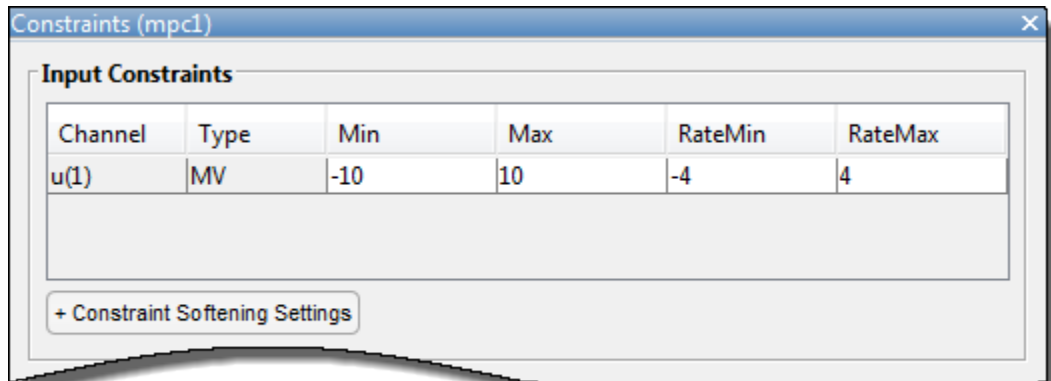 Constraints (mpc1)
Input Constraints
Channel Type Min Max RateMin RateMax
u(1) MV -10 10 -4 4
+ Constraint Softening Settings